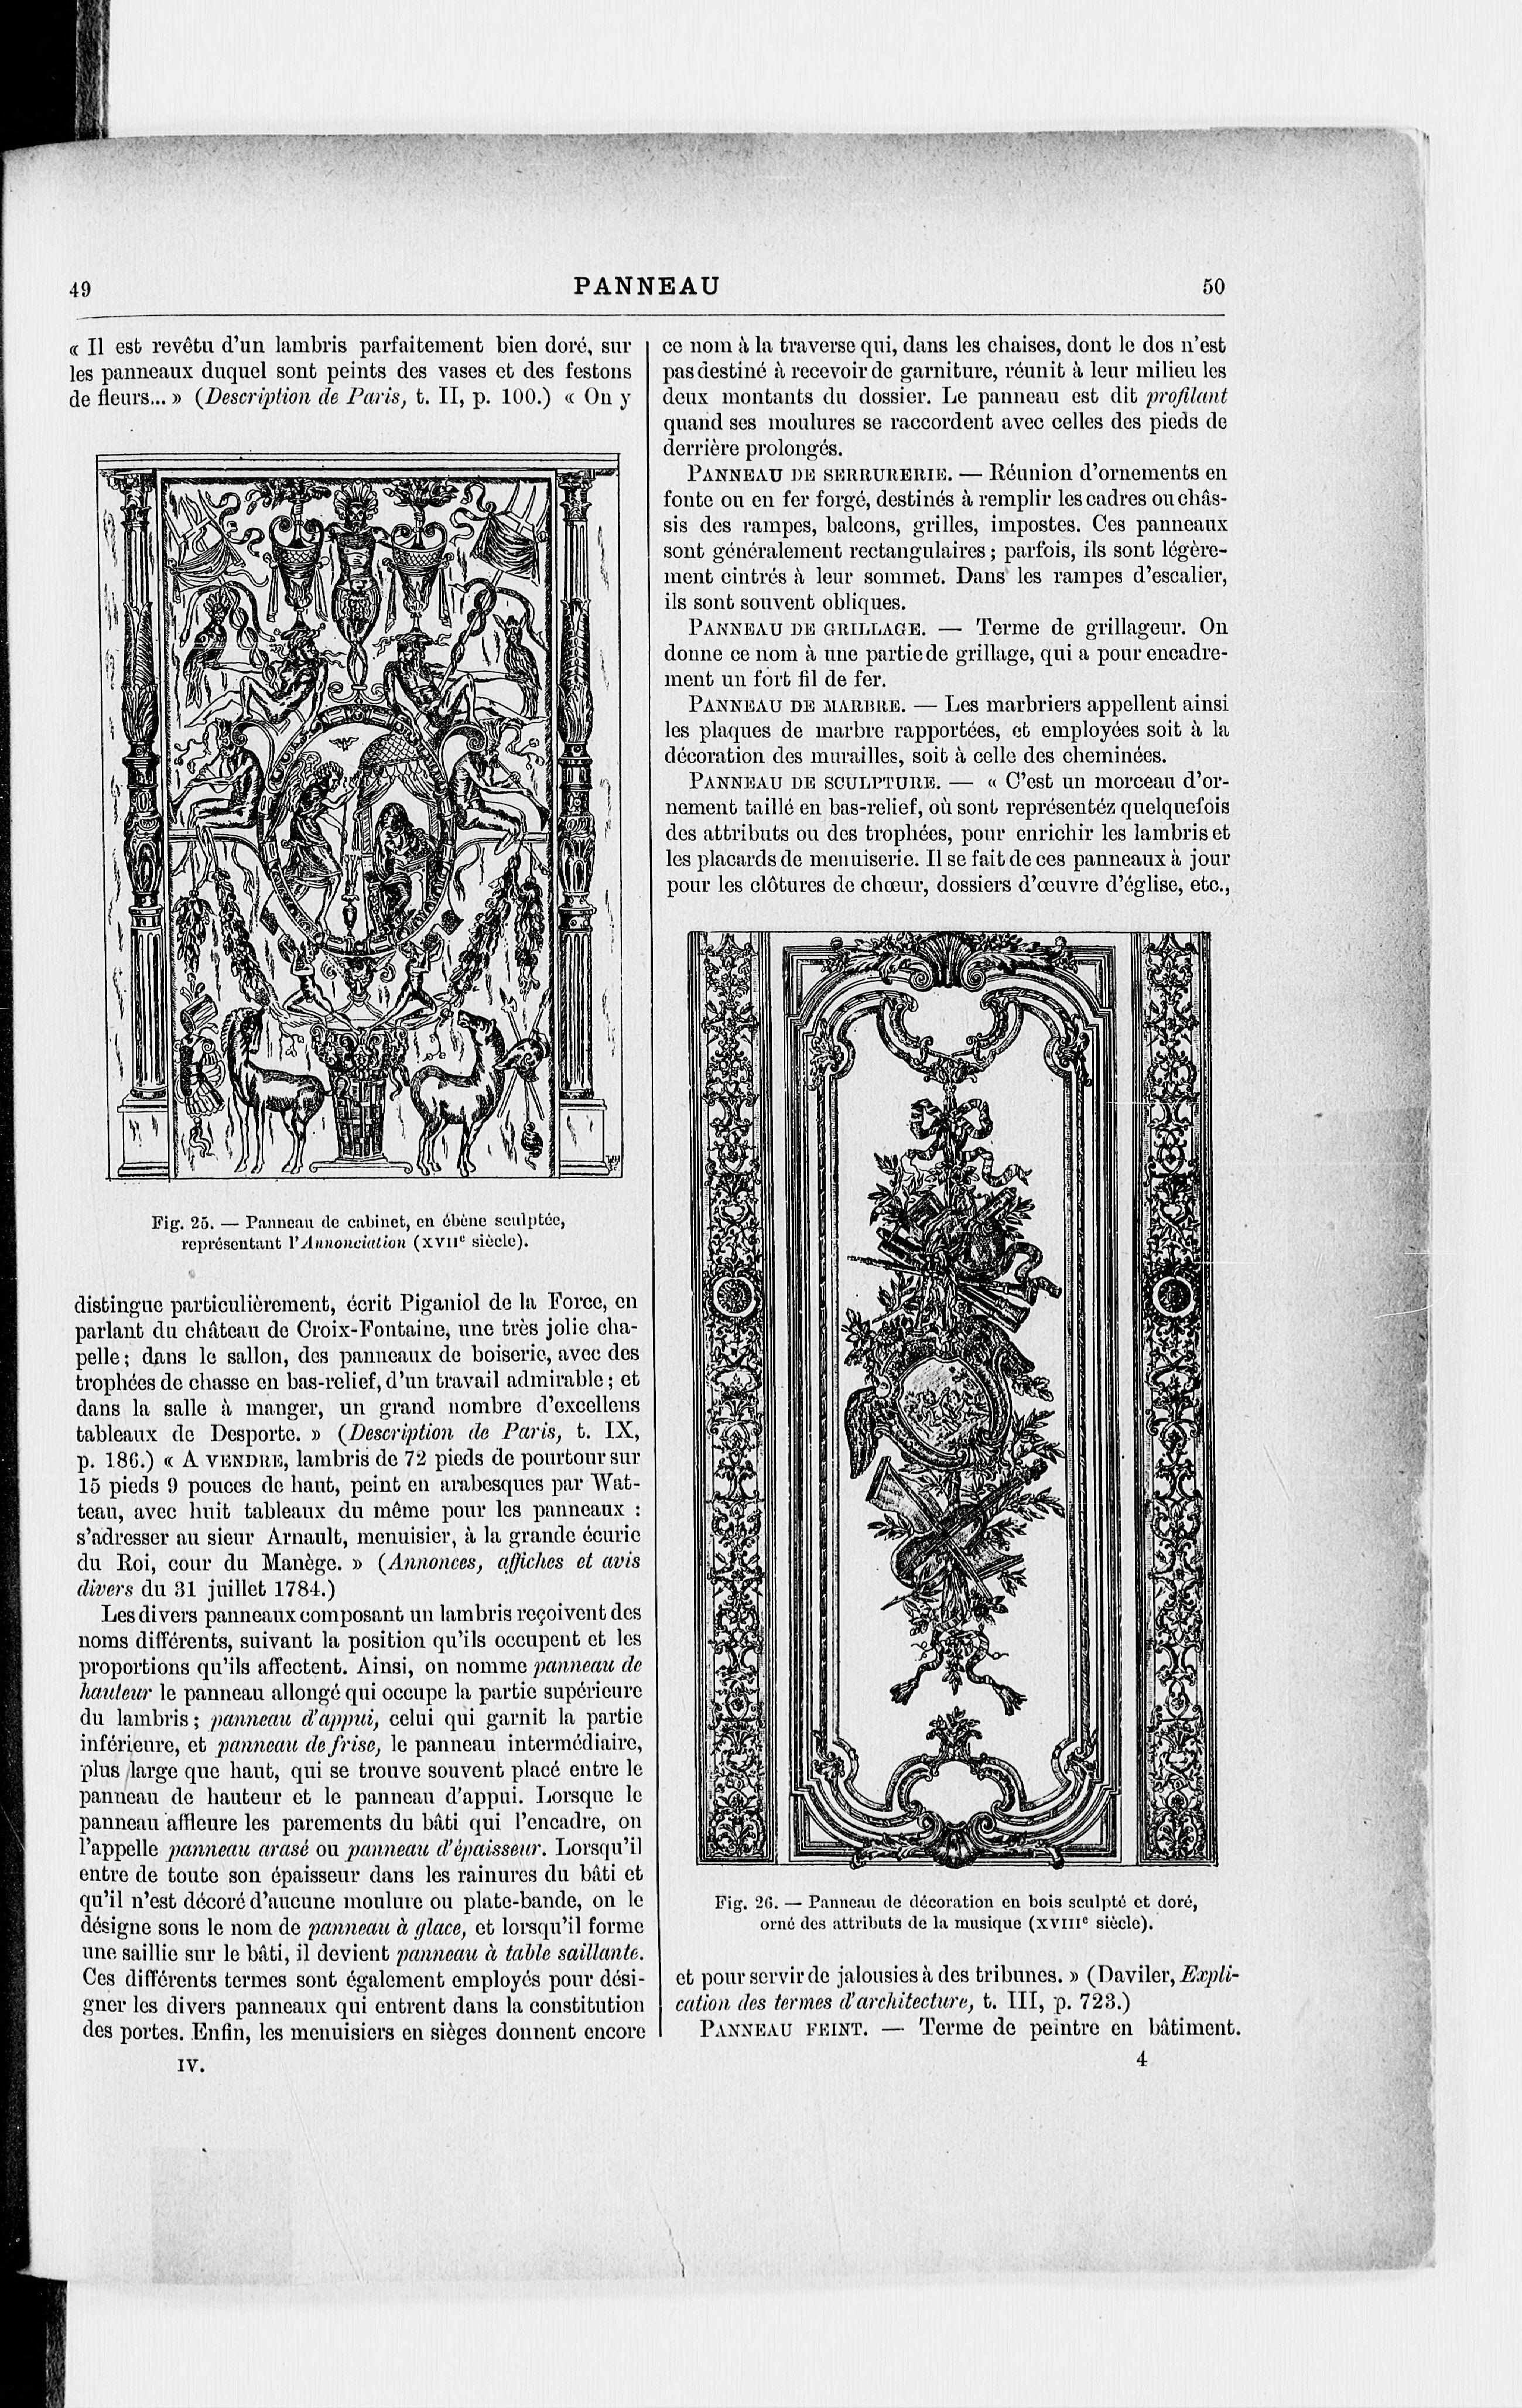 49
PANNEAU
50
« Il est revêtu d'un lambris parfaitement bien doré, sur
les panneaux duquel sont peints des vases et des festons
de fleurs... » (Description de Paris, t. II, p. 100.) « On y
Fig. 25. — Panneau de cabinet, en ébène sculptée,
représentant l'Annonciation (XVIIe siècle).
distingue particulièrement, écrit Piganiol de la Force, en
parlant du château de Croix-Fontaine, une très jolie cha-
pelle; dans le sallon, des panneaux de boiserie, avec des
trophées de chasse en bas-relief, d'un travail admirable; et
dans la salle à manger, un grand nombre d'excellens
tableaux de Desporte. » (Description de Paris, t. IX,
p. 186.) « A VENDRE, lambris de 72 pieds de pourtour sur
15 pieds 9 pouces de haut, peint en arabesques par Wat-
teau, avec huit tableaux du même pour les panneaux :
s'adresser au sieur Arnault, menuisier, à la grande écurie
du Roi, cour du Manège. » (Annonces, affiches et avis
divers du 31 juillet 1784.)
Les divers panneaux composant un lambris reçoivent des
noms différents, suivant la position qu'ils occupent et les
proportions qu'ils affectent. Ainsi, on nomme panneau de
hauteur le panneau allongé qui occupe la partie supérieure
du lambris; panneau d'appui, celui qui garnit la partie
inférieure, et panneau de frise, le panneau intermédiaire,
plus large que haut, qui se trouve souvent placé entre le
panneau de hauteur et le panneau d'appui. Lorsque le
panneau affleure les parements du bâti qui l'encadre, on
l'appelle panneau arasé ou panneau d'épaisseur. Lorsqu'il
entre de toute son épaisseur dans les rainures du bâti et
qu'il n'est décoré d'aucune moulure ou plate-bande, on le
désigne sous le nom de panneau à glace, et lorsqu'il forme
une saillie sur le bâti, il devient panneau à table saillante.
Ces différents termes sont également employés pour dési-
gner les divers panneaux qui entrent dans la constitution
des portes. Enfin, les menuisiers en sièges donnent encore
IV.
ce nom à la traverse qui, dans les chaises, dont le dos n'est
pas destiné à recevoir de garniture, réunit à leur milieu les
deux montants du dossier. Le panneau est dit profilant
quand ses moulures se raccordent avec celles des pieds de
derrière prolongés.
PANNEAU DE SERRURERIE. — Réunion d'ornements en
fonte ou en fer forgé, destinés à remplir les cadres ou châs-
sis des rampes, balcons, grilles, impostes. Ces panneaux
sont généralement rectangulaires; parfois, ils sont légère-
ment cintrés à leur sommet. Dans les rampes d'escalier,
ils sont souvent obliques.
PANNEAU DE GRILLAGE. — Terme de grillageur. On
donne ce nom à une partie de grillage, qui a pour encadre-
ment un fort fil de fer.
PANNEAU DE MARBRE. — Les marbriers appellent ainsi
les plaques de marbre rapportées, et employées soit à la
décoration des murailles, soit à celle des cheminées.
PANNEAU DE SCULPTURE. — « C'est un morceau d'or-
nement taillé en bas-relief, où sont représentéz quelquefois
des attributs ou des trophées, pour enrichir les lambris et
les placards de menuiserie. Il se fait de ces panneaux à jour
pour les clôtures de chœur, dossiers d'œuvre d'église, etc.,
Fig. 26. — Panneau de décoration en bois sculpté et doré,
orné des attributs de la musique (XVIIIe siècle).
et pour servir de jalousies à des tribunes. » (Daviler, Expli-
cation des termes d'architecture, t. III, p. 723.)
PANNEAU FEINT. — Terme de peintre en bâtiment.
4